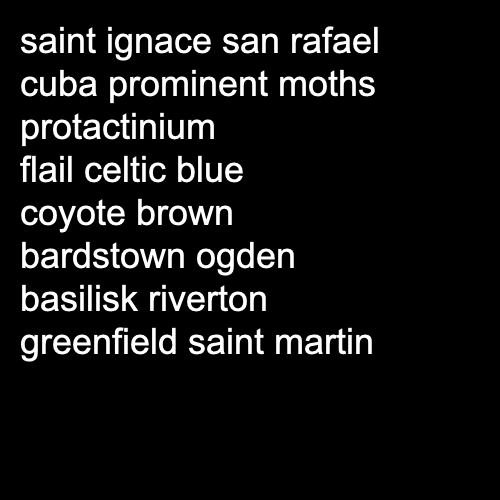 saint ignace san rafael
cuba prominent moths
protactinium
flail celtic blue
coyote brown
bardstown ogden
basilisk riverton
greenfield saint martin